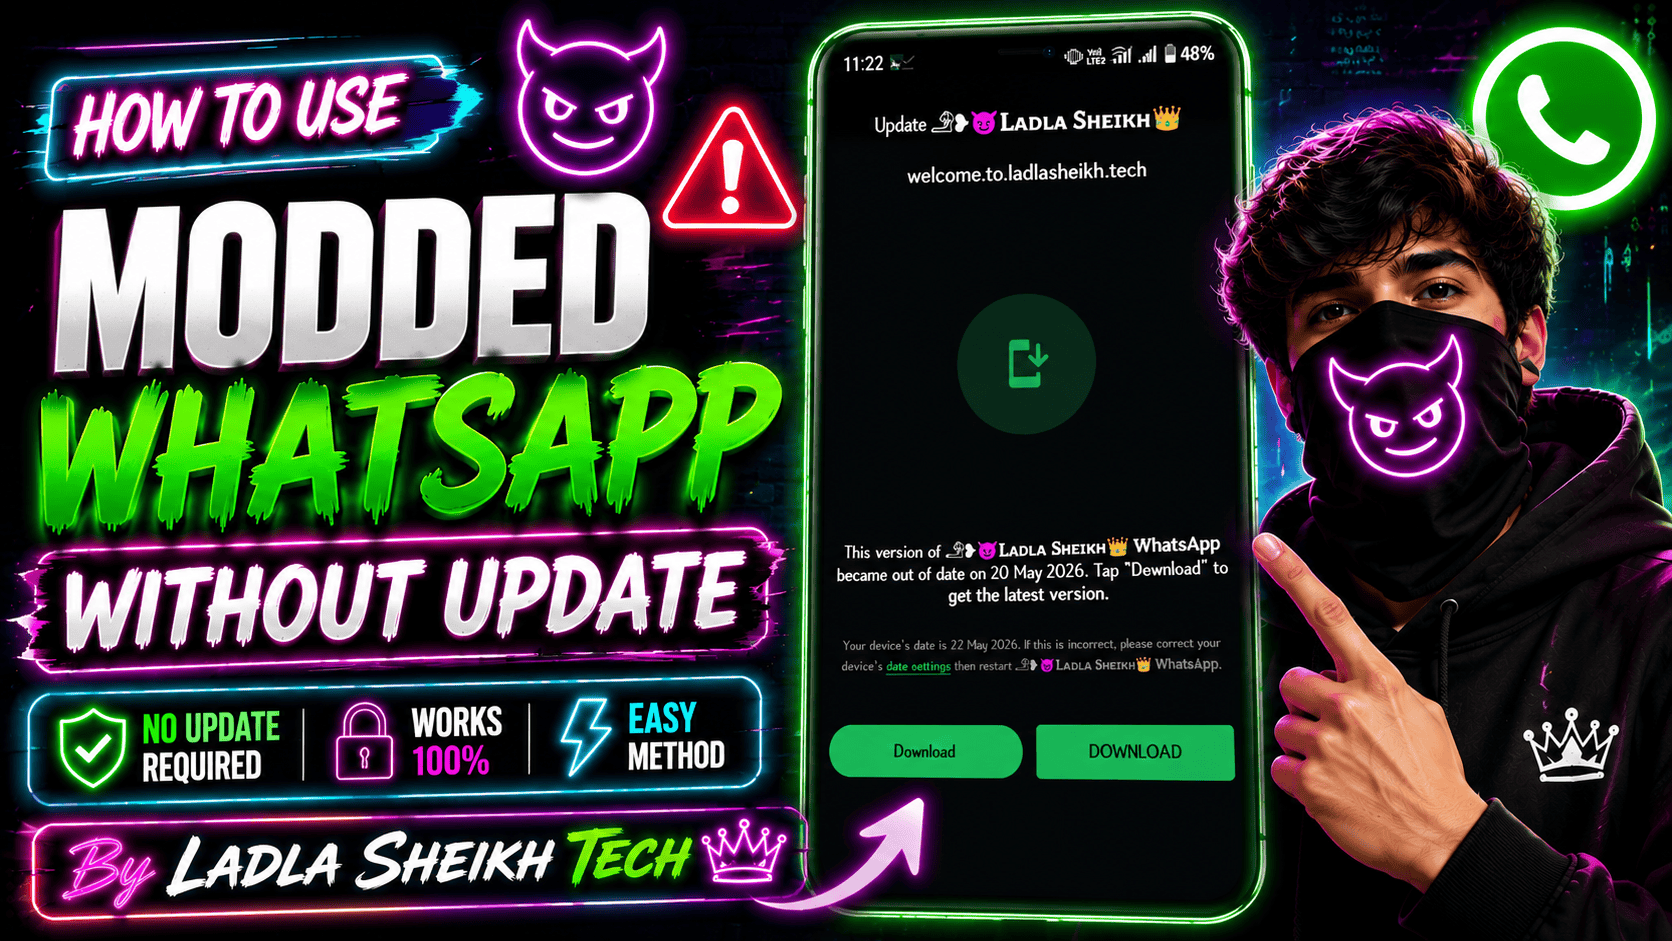 HOW TO USE
MODDED
WHATSAPP
WITHOUT UPDATE
NO UPDATE
REQUIRED
WORKS
100%
EASY
METHOD
By LADLA SHEIKH TECH
11:22
LTE2
48%
Update 😈LADLA SHEIKH👑
welcome.to.ladlasheikh.tech
This version of 😈LADLA SHEIKH👑 WhatsApp
became out of date on 20 May 2026. Tap "Dewnload" to
get the latest version.
Your device's date is 22 May 2026. If this is incorrect, please correct your
device's date oettings then restart 😈LADLA SHEIKH👑 WhatsApp.
Download
DOWNLOAD